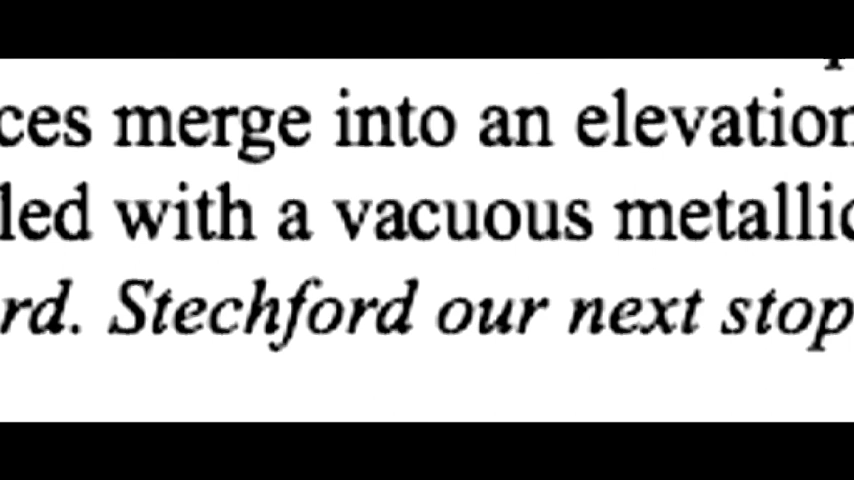 ces merge into an elevation
led with a vacuous metallic
rd. Stechford our next stop